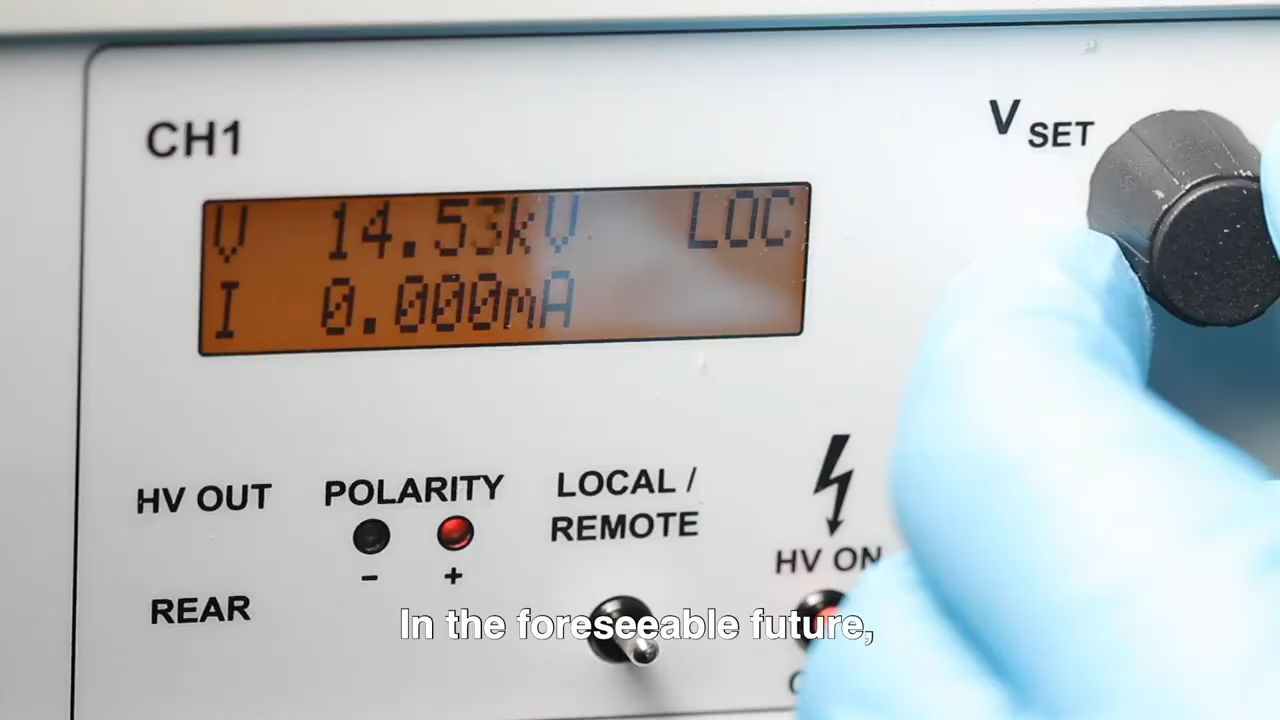 CH1
V SET
V 14.53kV LOC
I 0.000mA
HV OUT
POLARITY
- +
LOCAL /
REMOTE
HV ON
REAR
In the foreseeable future,